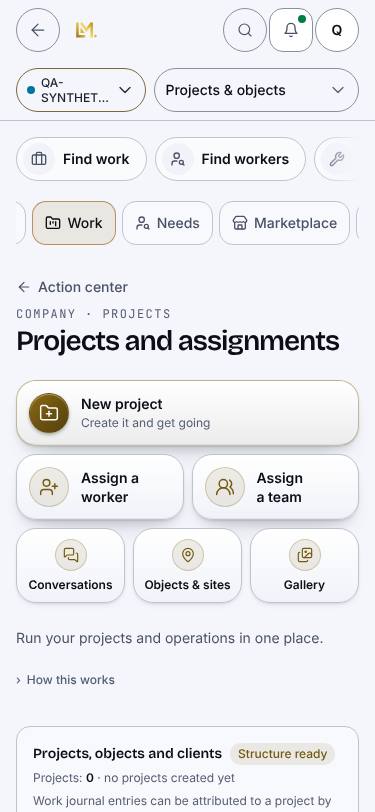 LM.
Q
QA-
SYNTHET...
Projects & objects
Find work
Find workers
Work
Needs
Marketplace
Action center
COMPANY · PROJECTS
Projects and assignments
New project
Create it and get going
Assign a
worker
Assign
a team
Conversations
Objects & sites
Gallery
Run your projects and operations in one place.
› How this works
Projects, objects and clients
Structure ready
Projects: 0 · no projects created yet
Work journal entries can be attributed to a project by